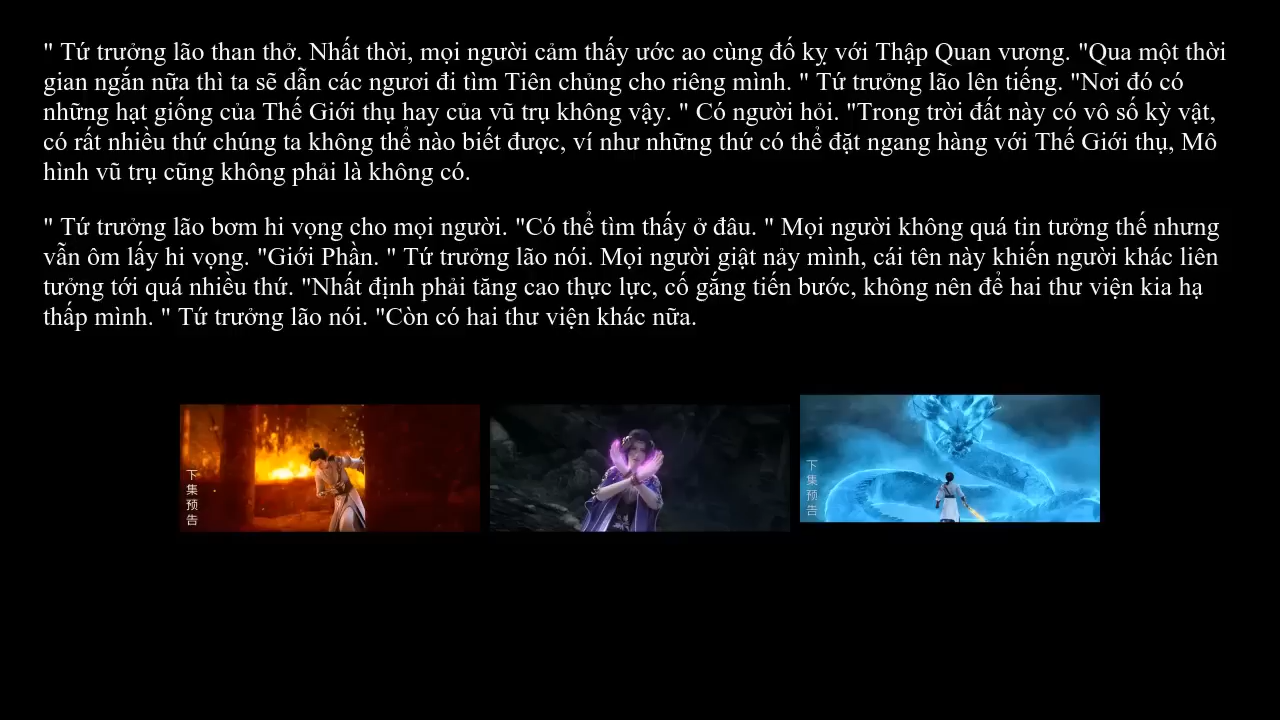 " Tứ trưởng lão than thở. Nhất thời, mọi người cảm thấy ước ao cùng đố kỵ với Thập Quan vương. "Qua một thời
gian ngắn nữa thì ta sẽ dẫn các ngươi đi tìm Tiên chủng cho riêng mình. " Tứ trưởng lão lên tiếng. "Nơi đó có
những hạt giống của Thế Giới thụ hay của vũ trụ không vậy. " Có người hỏi. "Trong trời đất này có vô số kỳ vật,
có rất nhiều thứ chúng ta không thể nào biết được, ví như những thứ có thể đặt ngang hàng với Thế Giới thụ, Mô
hình vũ trụ cũng không phải là không có.
" Tứ trưởng lão bơm hi vọng cho mọi người. "Có thể tìm thấy ở đâu. " Mọi người không quá tin tưởng thế nhưng
vẫn ôm lấy hi vọng. "Giới Phần. " Tứ trưởng lão nói. Mọi người giật nảy mình, cái tên này khiến người khác liên
tưởng tới quá nhiều thứ. "Nhất định phải tăng cao thực lực, cố gắng tiến bước, không nên để hai thư viện kia hạ
thấp mình. " Tứ trưởng lão nói. "Còn có hai thư viện khác nữa.
下集预告
下集预告